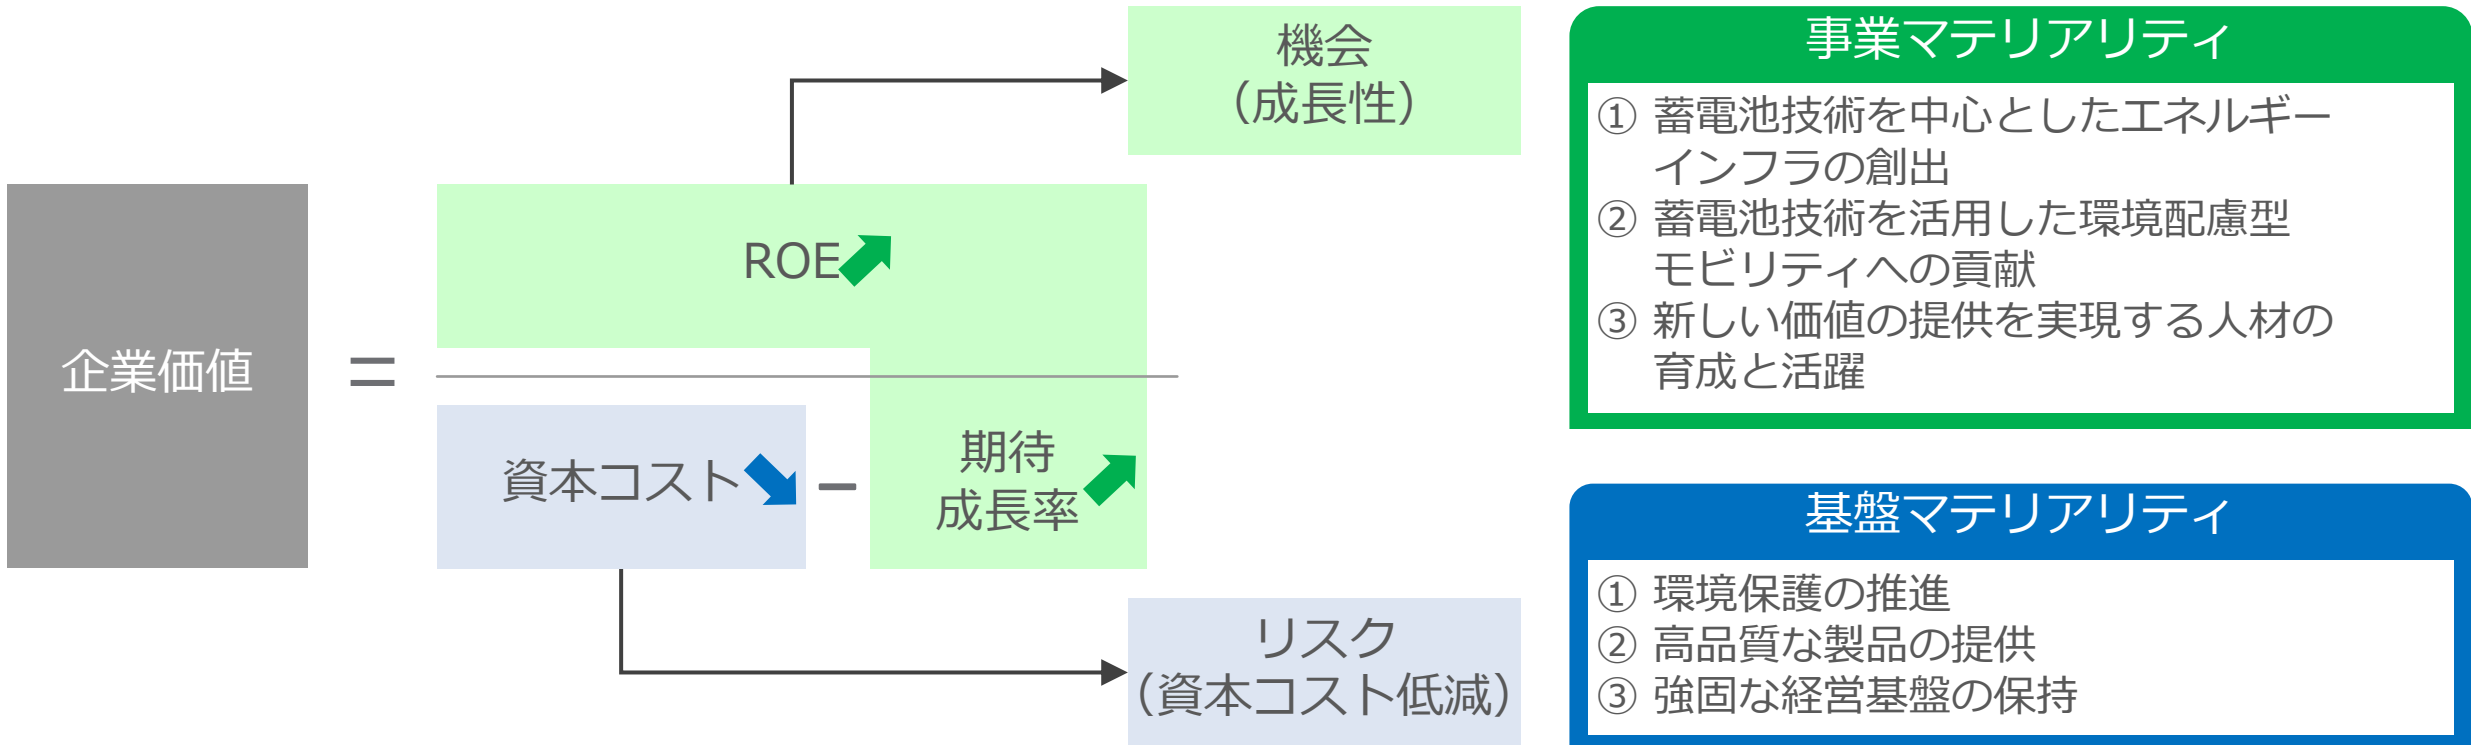 機会
（成長性）
企業価値
＝
ROE
資本コスト
－
期待
成長率
リスク
（資本コスト低減）
事業マテリアリティ
① 蓄電池技術を中心としたエネルギー
インフラの創出
② 蓄電池技術を活用した環境配慮型
モビリティへの貢献
③ 新しい価値の提供を実現する人材の
育成と活躍
基盤マテリアリティ
① 環境保護の推進
② 高品質な製品の提供
③ 強固な経営基盤の保持